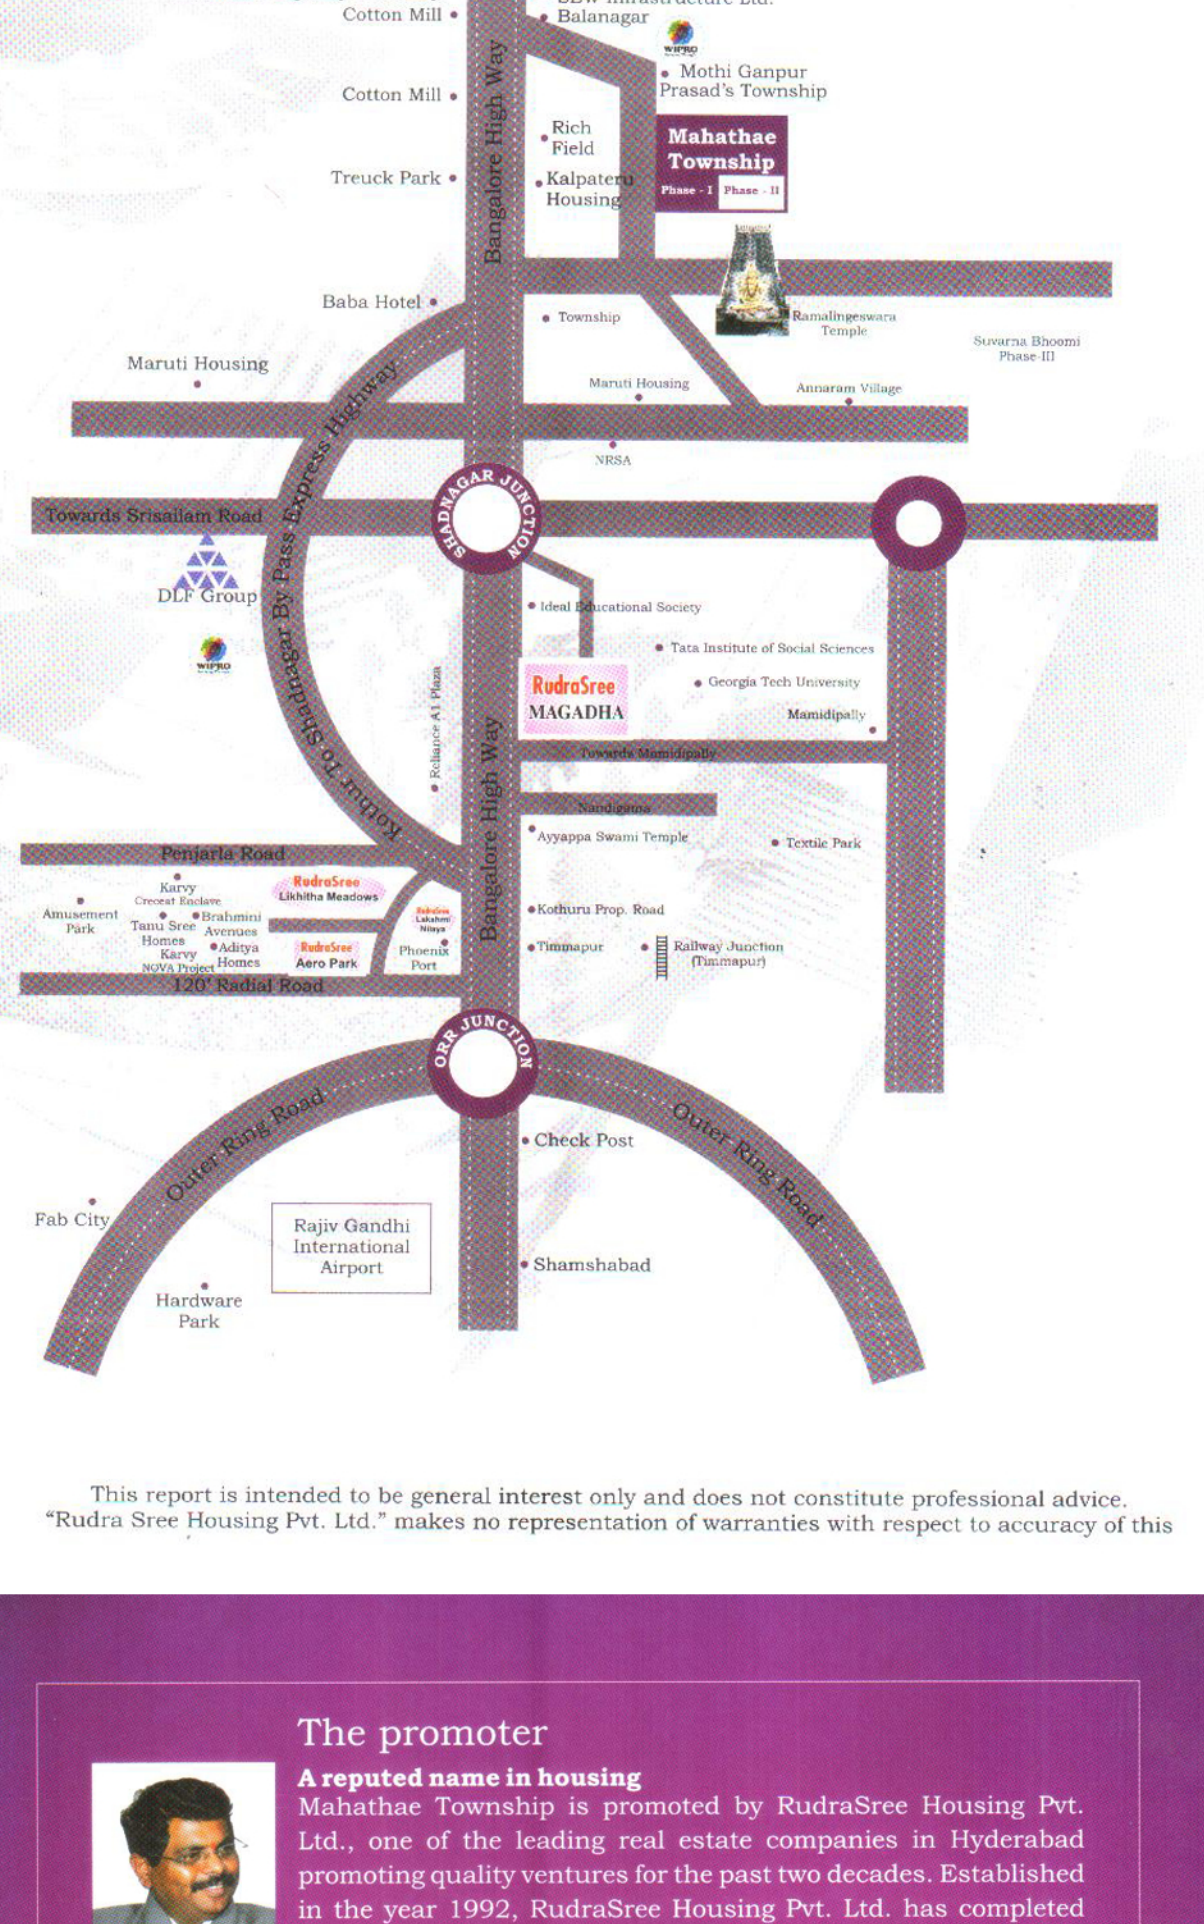 Cotton Mill
Balanagar
WIPRO
Mothi Ganpur
Prasad's Township
Cotton Mill
Bangalore High Way
Rich
Field
Mahathae
Township
Phase - I
Phase - II
Treuck Park
Kalpateru
Housing
Baba Hotel
Township
Ramalingeswara
Temple
Suvarna Bhoomi
Phase-III
Maruti Housing
Maruti Housing
Annaram Village
NRSA
Kothur To Shadnagar By Pass Express Highway
SHADNAGAR JUNCTION
Towards Srisailam Road
DLF Group
WIPRO
Ideal Educational Society
Tata Institute of Social Sciences
Georgia Tech University
RudraSree
MAGADHA
Mamidipally
Reliance A1 Plaza
Bangalore High Way
Towards Mamidipally
Nandigama
Ayyappa Swami Temple
Textile Park
Penjarla Road
Karvy
Creceat Enclave
RudraSree
Likhitha Meadows
Amusement
Park
Tanu Sree
Homes
Brahmini
Avenues
Karvy
NOVA Project
Aditya
Homes
RudraSree
Aero Park
RudraSree
Lakshmi
Nilaya
Phoenix
Port
Kothuru Prop. Road
Timmapur
Railway Junction
(Timmapur)
120' Radial Road
ORR JUNCTION
Outer Ring Road
Outer Ring Road
Check Post
Fab City
Rajiv Gandhi
International
Airport
Shamshabad
Hardware
Park
This report is intended to be general interest only and does not constitute professional advice.
“Rudra Sree Housing Pvt. Ltd.” makes no representation of warranties with respect to accuracy of this
The promoter
A reputed name in housing
Mahathae Township is promoted by RudraSree Housing Pvt.
Ltd., one of the leading real estate companies in Hyderabad
promoting quality ventures for the past two decades. Established
in the year 1992, RudraSree Housing Pvt. Ltd. has completed